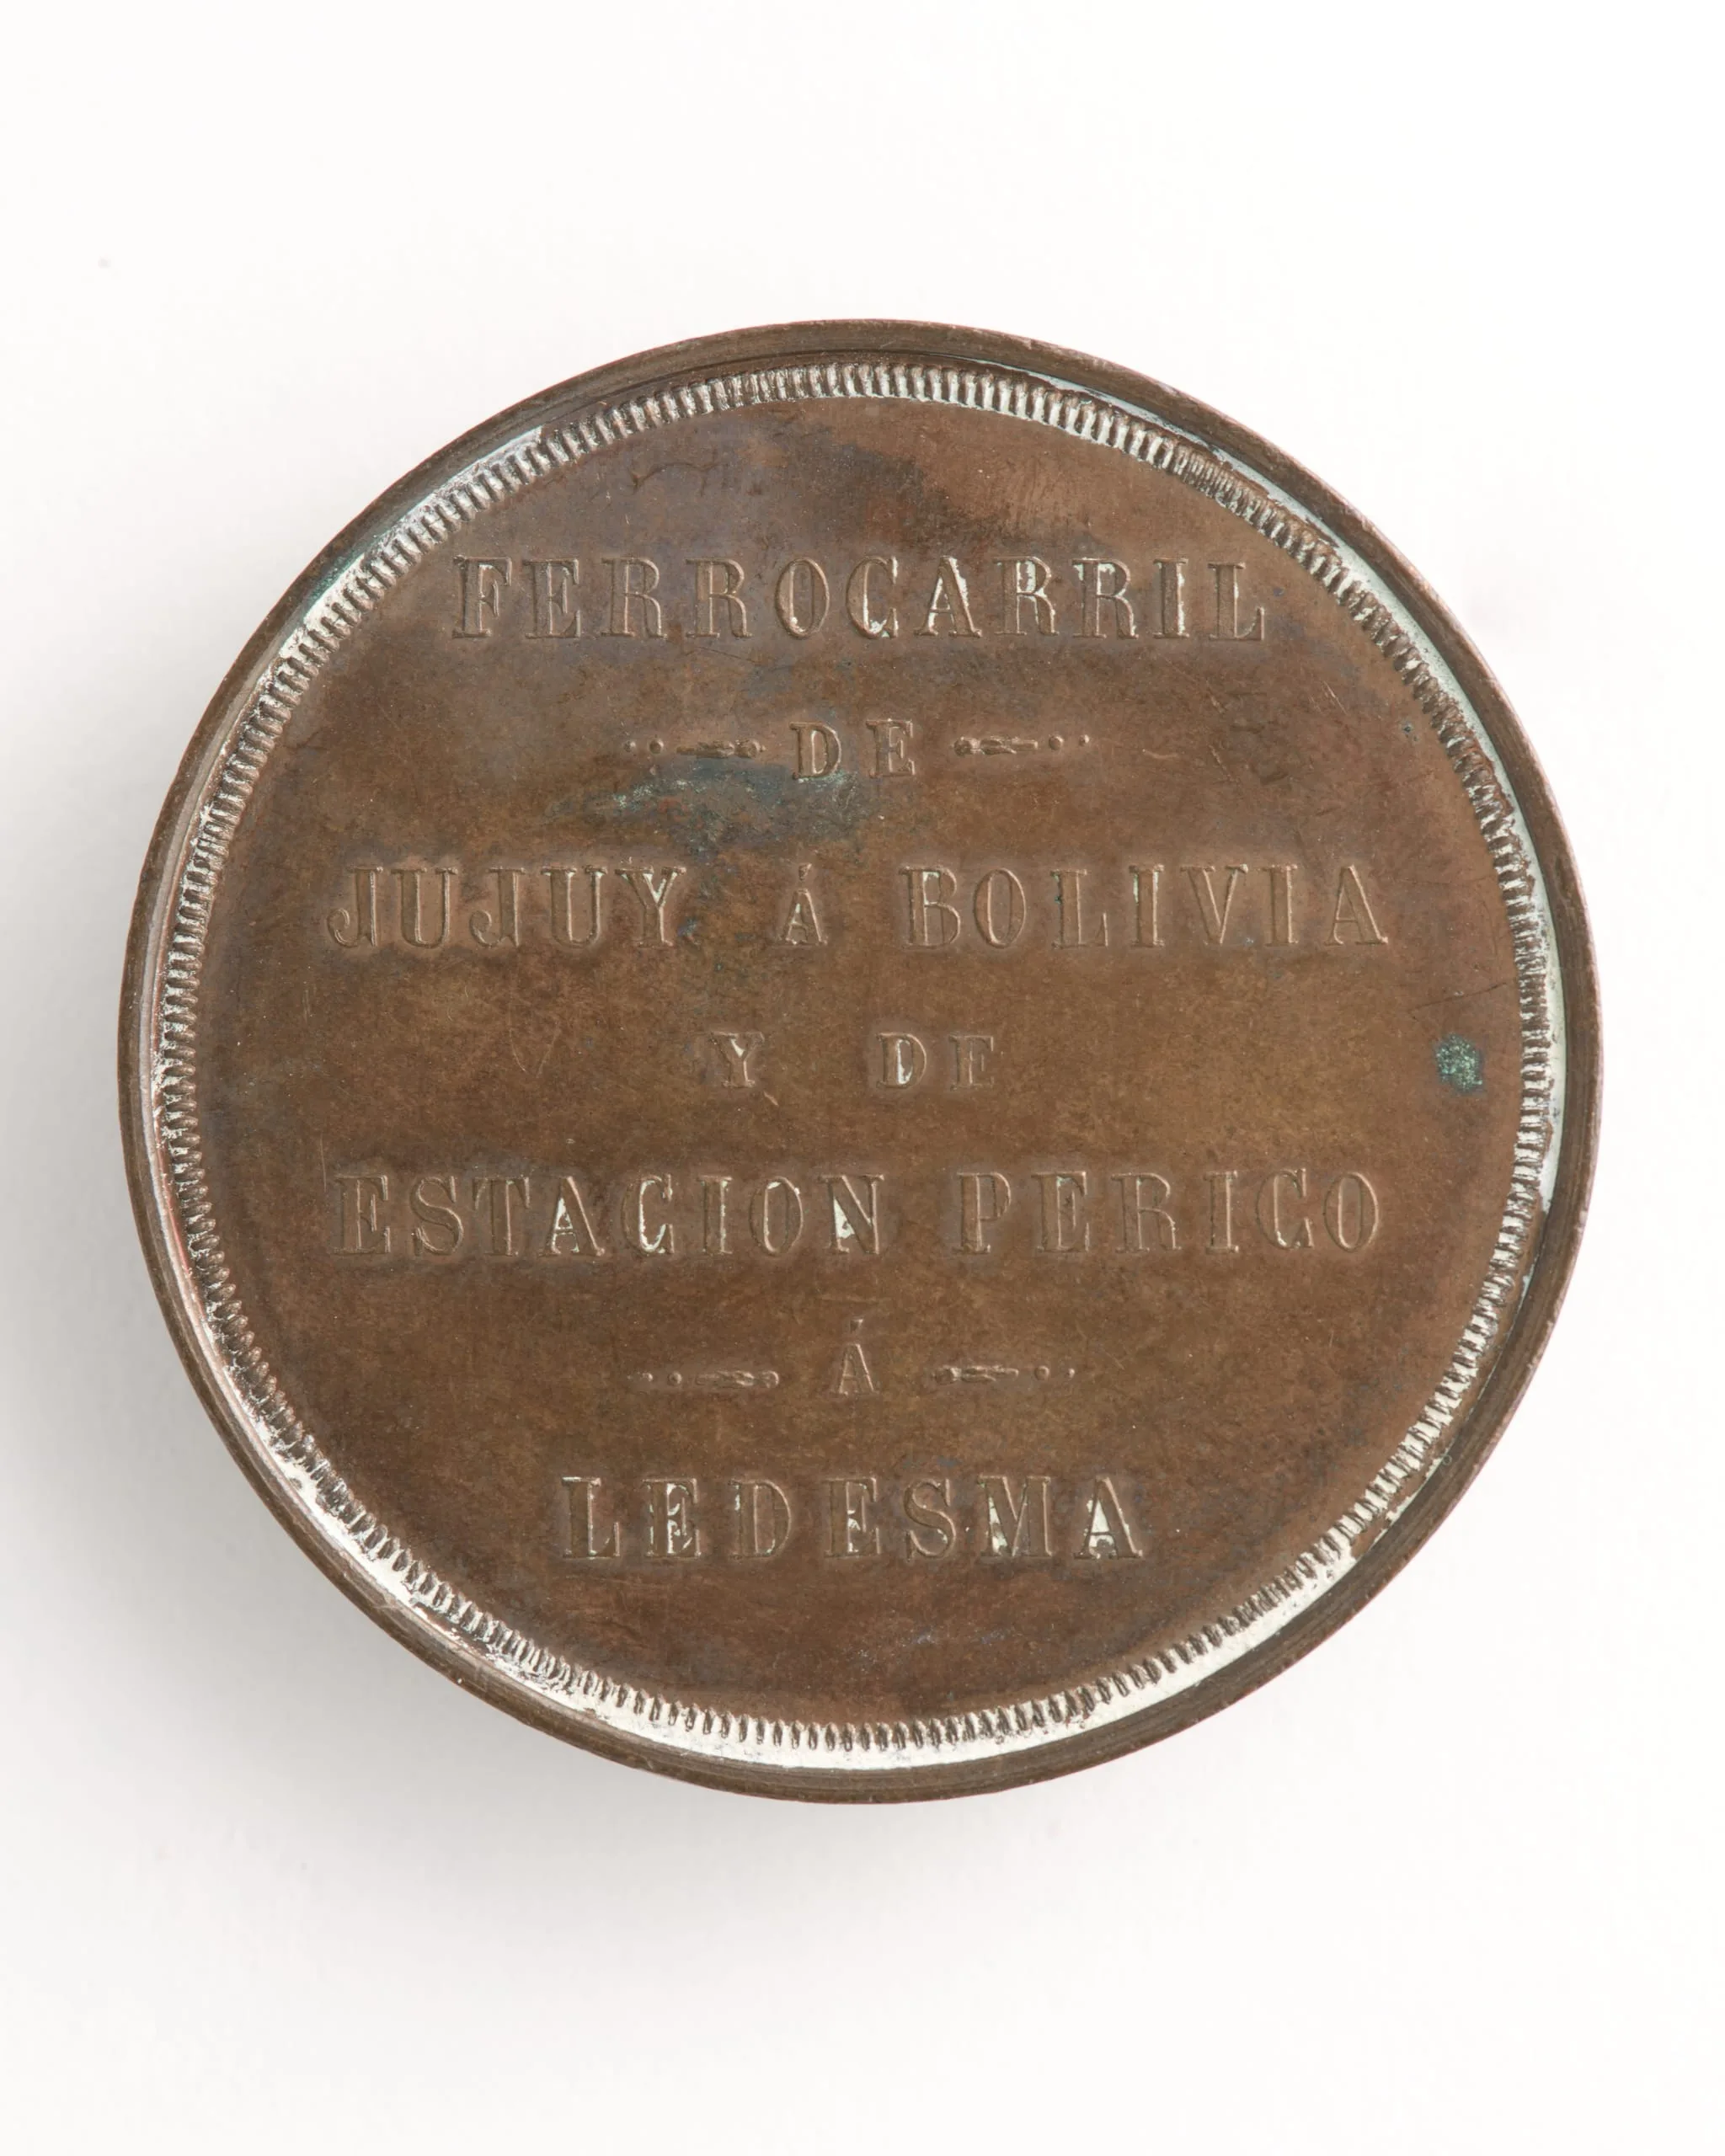 FERROCARRIL
DE
JUJUY Á BOLIVIA
Y DE
ESTACION PERICO
Á
LEDESMA